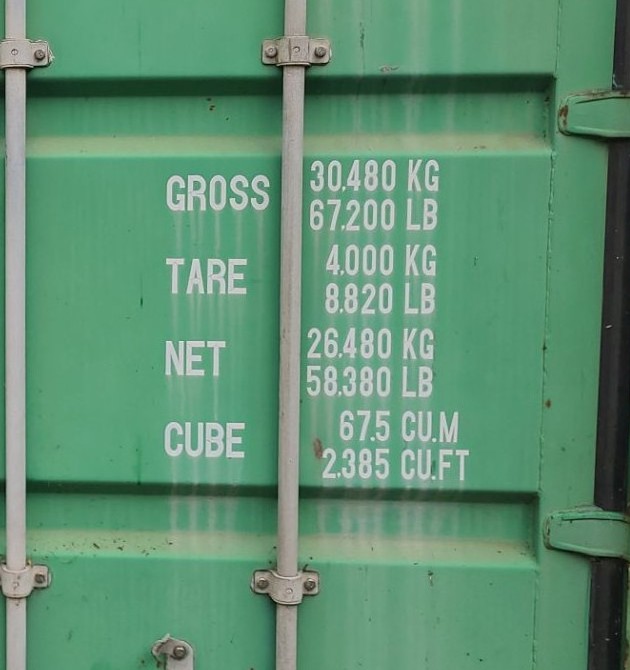 GROSS 30.480 KG
67.200 LB
TARE 4.000 KG
8.820 LB
NET 26.480 KG
58.380 LB
CUBE 67.5 CU.M
2.385 CU.FT